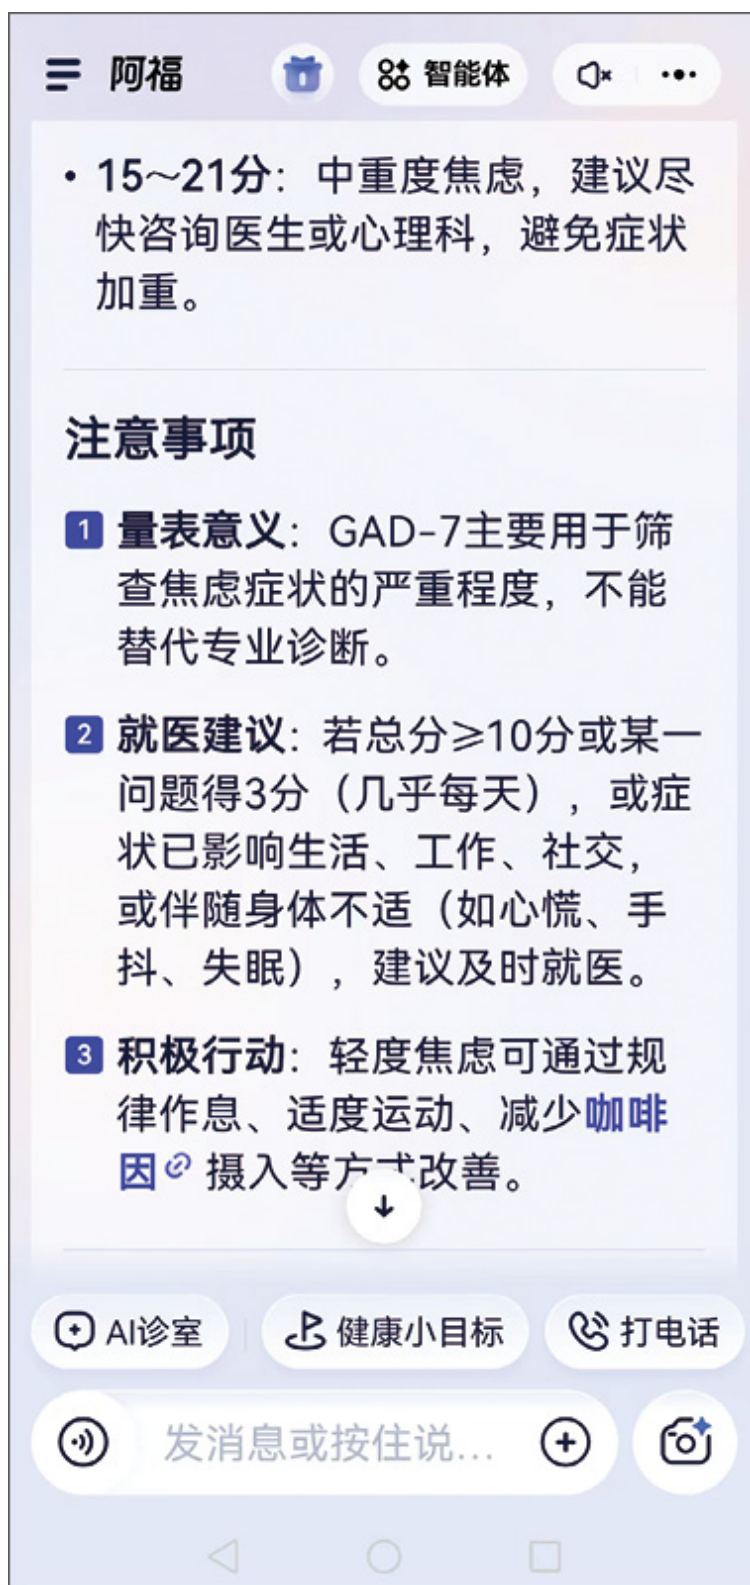 阿福
智能体
• 15～21分：中重度焦虑，建议尽
快咨询医生或心理科，避免症状
加重。
注意事项
1 量表意义：GAD-7主要用于筛
查焦虑症状的严重程度，不能
替代专业诊断。
2 就医建议：若总分≥10分或某一
问题得3分（几乎每天），或症
状已影响生活、工作、社交，
或伴随身体不适（如心慌、手
抖、失眠），建议及时就医。
3 积极行动：轻度焦虑可通过规
律作息、适度运动、减少咖啡
因 摄入等方式改善。
AI诊室
健康小目标
打电话
发消息或按住说...